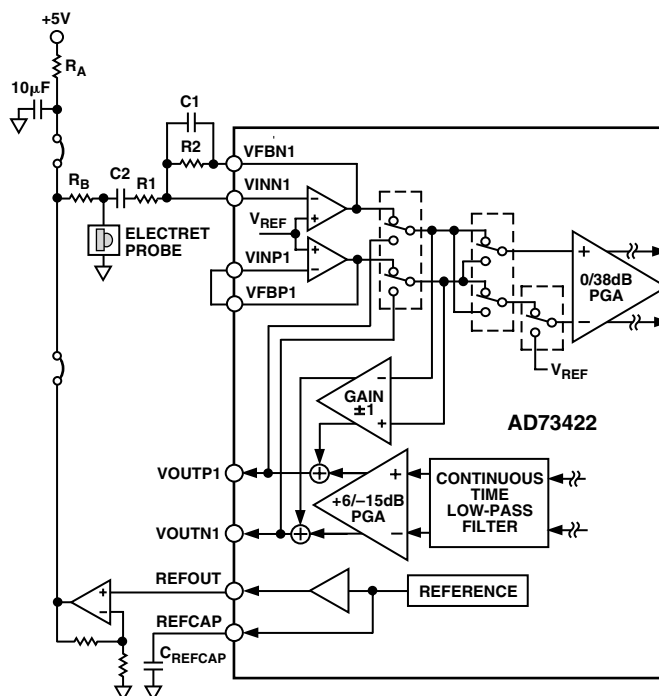 +5V
RA
10μF
C1
R2
VFBN1
RB
C2
R1
VINN1
VREF
ELECTRET
PROBE
VINP1
VFBP1
0/38dB
PGA
VREF
GAIN
±1
AD73422
VOUTP1
+6/–15dB
PGA
CONTINUOUS
TIME
LOW-PASS
FILTER
VOUTN1
REFOUT
REFERENCE
REFCAP
CREFCAP